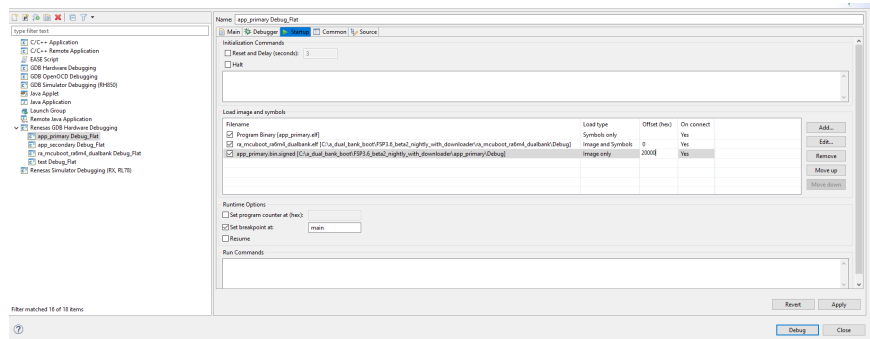 Name: app_primary Debug_Flat
type filter text
C/C++ Application
C/C++ Remote Application
EASE Script
GDB Hardware Debugging
GDB OpenOCD Debugging
GDB Simulator Debugging (RH850)
Java Applet
Java Application
Launch Group
Remote Java Application
Renesas GDB Hardware Debugging
app_primary Debug_Flat
app_secondary Debug_Flat
ra_mcuboot_ra6m4_dualbank Debug_Flat
test Debug_Flat
Renesas Simulator Debugging (RX, RL78)
Filter matched 16 of 18 items
Main Debugger Startup Common Source
Initialization Commands
Reset and Delay (seconds): 3
Halt
Load image and symbols
Filename Load type Offset (hex) On connect
Program Binary [app_primary.elf] Symbols only Yes
ra_mcuboot_ra6m4_dualbank.elf [C:\a_dual_bank_boot\FSP3.6_beta2_nightly_with_downloader\ra_mcuboot_ra6m4_dualbank\Debug] Image and Symbols 0 Yes
app_primary.bin.signed [C:\a_dual_bank_boot\FSP3.6_beta2_nightly_with_downloader\app_primary\Debug] Image only 20000 Yes
Add...
Edit...
Remove
Move up
Move down
Runtime Options
Set program counter at (hex):
Set breakpoint at: main
Resume
Run Commands
Revert Apply
Debug Close